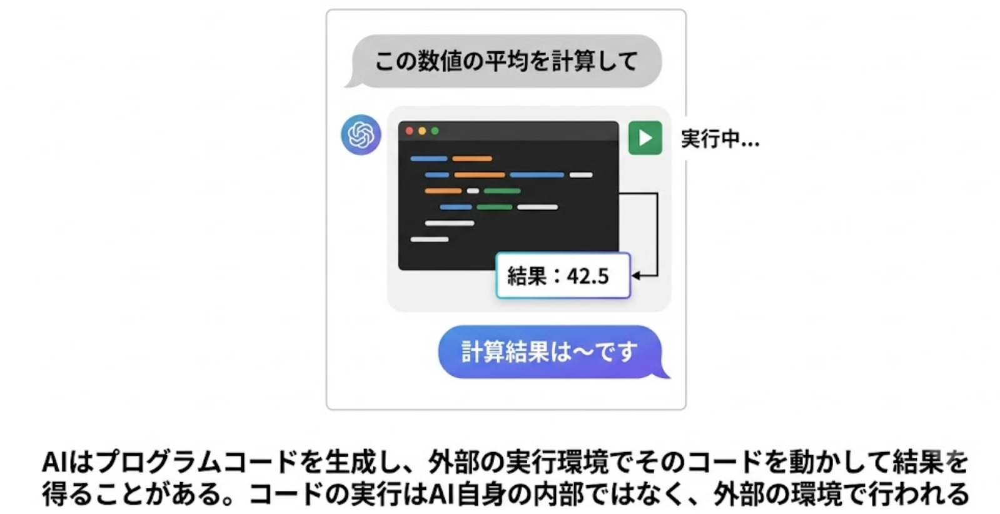 この数値の平均を計算して
実行中...
結果：42.5
計算結果は～です
AIはプログラムコードを生成し、外部の実行環境でそのコードを動かして結果を
得ることがある。コードの実行はAI自身の内部ではなく、外部の環境で行われる